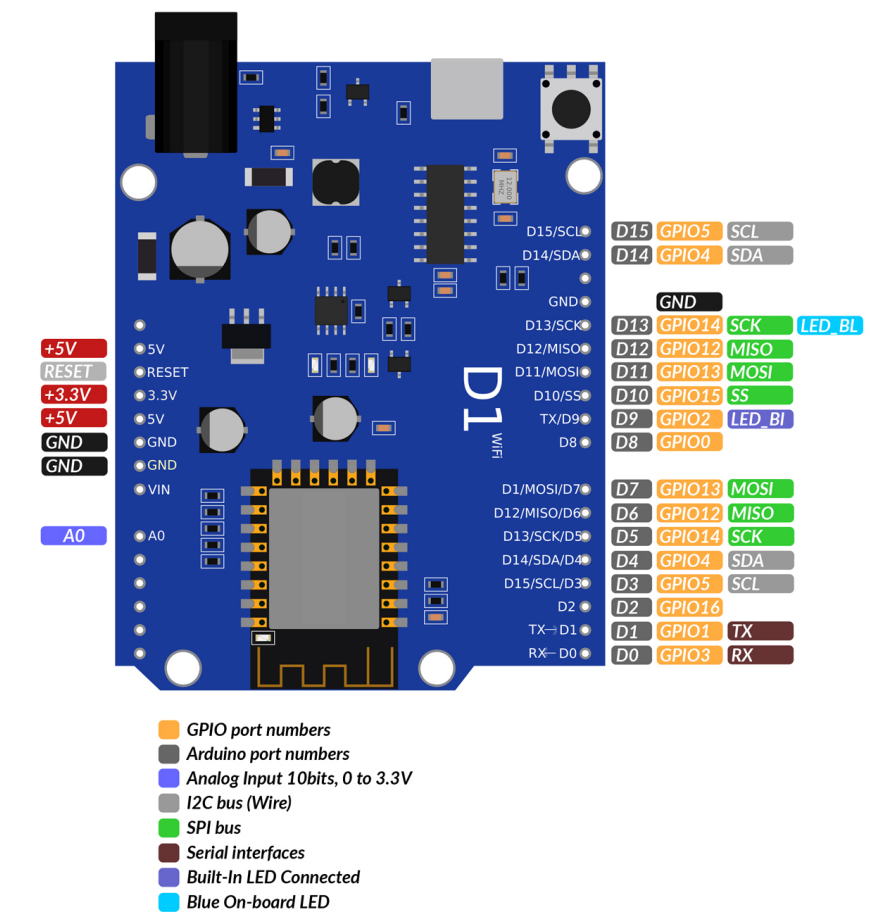 12.000
MHZ
D15/SCL D15 GPIO5 SCL
D14/SDA D14 GPIO4 SDA
GND GND
D13/SCK D13 GPIO14 SCK LED_BL
+5V 5V D12/MISO D12 GPIO12 MISO
RESET RESET D11/MOSI D11 GPIO13 MOSI
+3.3V 3.3V D10/SS D10 GPIO15 SS
+5V 5V TX/D9 D9 GPIO2 LED_BI
GND GND D8 D8 GPIO0
D1
WiFi
GND GND
VIN D1/MOSI/D7 D7 GPIO13 MOSI
D12/MISO/D6 D6 GPIO12 MISO
A0 A0 D13/SCK/D5 D5 GPIO14 SCK
D14/SDA/D4 D4 GPIO4 SDA
D15/SCL/D3 D3 GPIO5 SCL
D2 D2 GPIO16
TX→D1 D1 GPIO1 TX
RX←D0 D0 GPIO3 RX
GPIO port numbers
Arduino port numbers
Analog Input 10bits, 0 to 3.3V
I2C bus (Wire)
SPI bus
Serial interfaces
Built-In LED Connected
Blue On-board LED